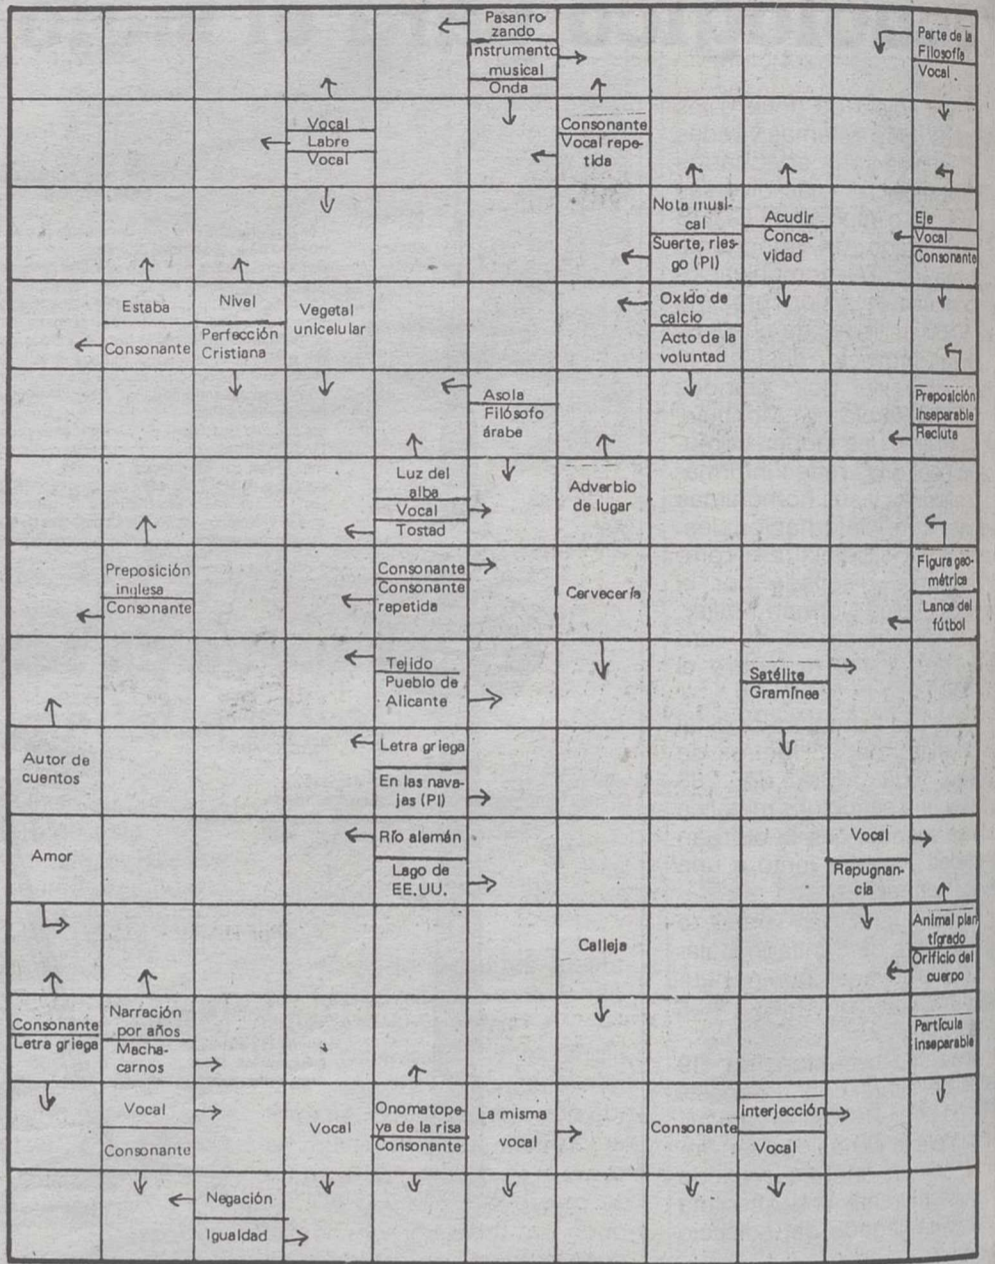 Pasan ro
zando
Instrumento
musical
Onda
Parte de la
Filosofía
Vocal
Vocal
Labre
Vocal
Consonante
Vocal repe-
tida
Nota musi-
cal
Suerte, ries-
go (Pl)
Acudir
Conca-
vidad
Eje
Vocal
Consonante
Estaba
Consonante
Nivel
Perfección
Cristiana
Vegetal
unicelular
Oxido de
calcio
Acto de la
voluntad
Asola
Filósofo
árabe
Preposición
inseparable
Recluta
Luz del
alba
Vocal
Tostad
Adverbio
de lugar
Preposición
inglesa
Consonante
Consonante
Consonante
repetida
Cervecería
Figura geo-
métrica
Lance del
fútbol
Tejido
Pueblo de
Alicante
Satélite
Gramínea
Autor de
cuentos
Letra griega
En las nava-
jas (Pl)
Amor
Río alemán
Lago de
EE.UU.
Vocal
Repugnan-
cia
Calleja
Animal plan
tígrado
Orificio del
cuerpo
Consonante
Letra griega
Narración
por años
Macha-
carnos
Partícula
inseparable
Vocal
Consonante
Vocal
Onomatope-
ya de la risa
Consonante
La misma
vocal
Consonante
interjección
Vocal
Negación
Igualdad